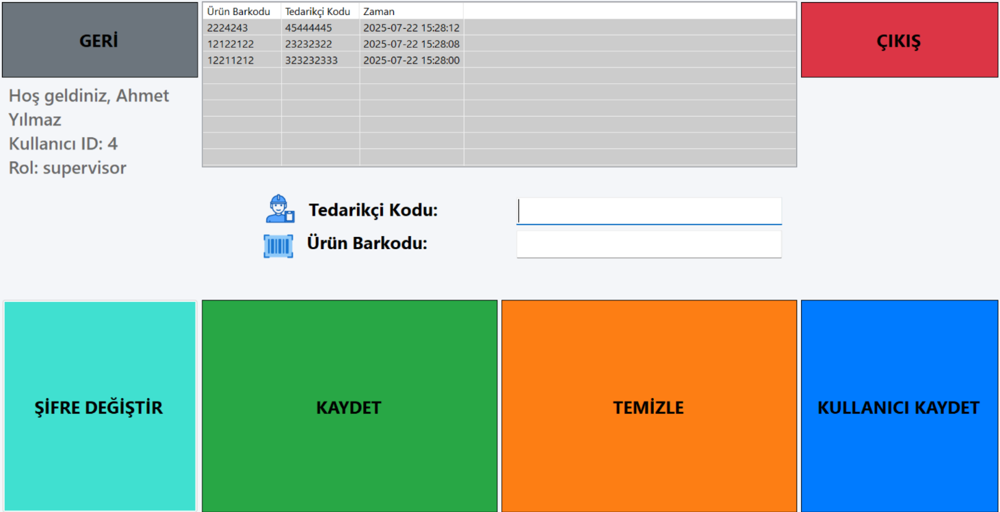 GERİ
Ürün Barkodu Tedarikçi Kodu Zaman
2224243 45444445 2025-07-22 15:28:12
12122122 23232322 2025-07-22 15:28:08
12211212 323232333 2025-07-22 15:28:00
ÇIKIŞ
Hoş geldiniz, Ahmet
Yılmaz
Kullanıcı ID: 4
Rol: supervisor
Tedarikçi Kodu:
Ürün Barkodu:
ŞİFRE DEĞİŞTİR
KAYDET
TEMİZLE
KULLANICI KAYDET